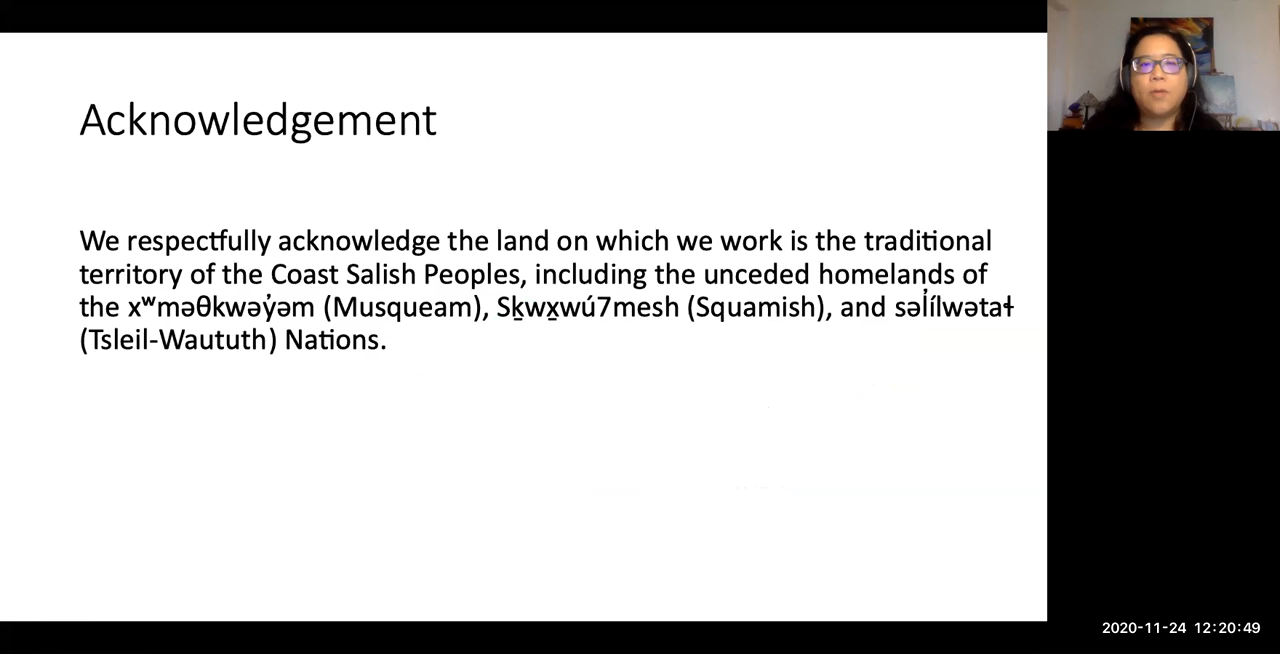 Acknowledgement
We respectfully acknowledge the land on which we work is the traditional
territory of the Coast Salish Peoples, including the unceded homelands of
the xʷməθkwəy̓əm (Musqueam), Sḵwx̱wú7mesh (Squamish), and səl̓ílwətaɬ
(Tsleil-Waututh) Nations.
2020-11-24 12:20:49